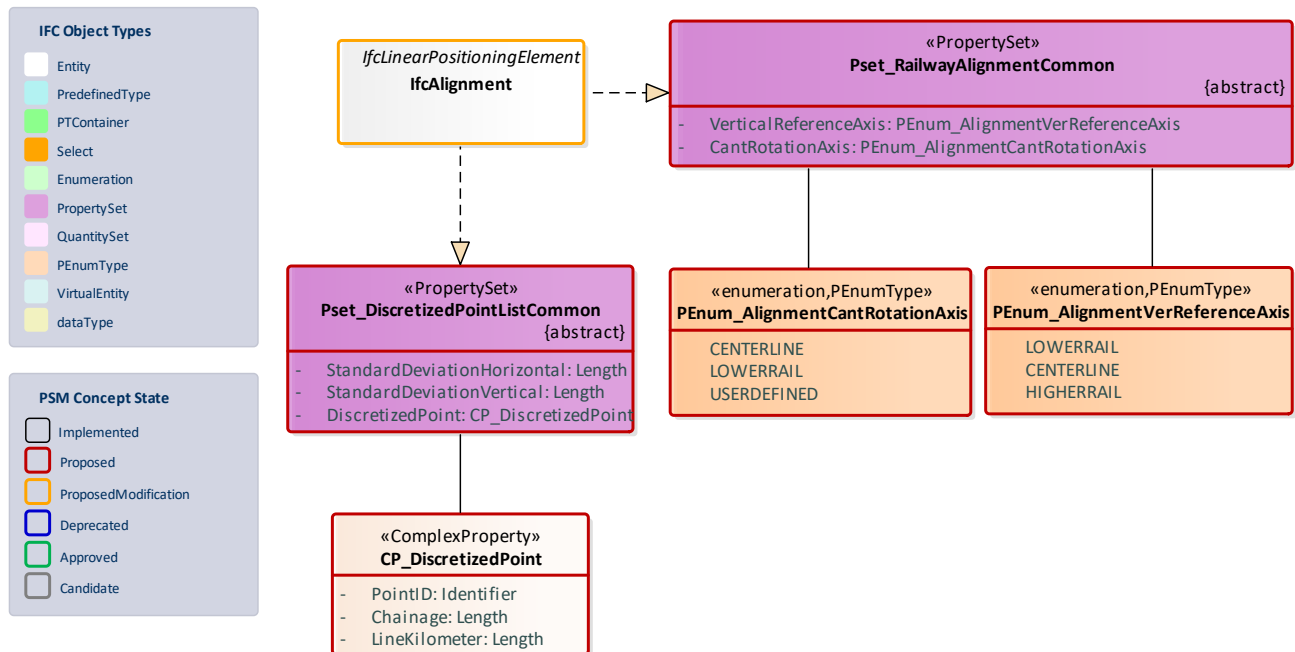 IFC Object Types
Entity
PredefinedType
PTContainer
Select
Enumeration
PropertySet
QuantitySet
PEnumType
VirtualEntity
dataType
PSM Concept State
Implemented
Proposed
ProposedModification
Deprecated
Approved
Candidate
IfcLinearPositioningElement
IfcAlignment
«PropertySet»
Pset_RailwayAlignmentCommon
{abstract}
- VerticalReferenceAxis: PEnum_AlignmentVerReferenceAxis
- CantRotationAxis: PEnum_AlignmentCantRotationAxis
«PropertySet»
Pset_DiscretizedPointListCommon
{abstract}
- StandardDeviationHorizontal: Length
- StandardDeviationVertical: Length
- DiscretizedPoint: CP_DiscretizedPoint
«enumeration,PEnumType»
PEnum_AlignmentCantRotationAxis
CENTERLINE
LOWERRAIL
USERDEFINED
«enumeration,PEnumType»
PEnum_AlignmentVerReferenceAxis
LOWERRAIL
CENTERLINE
HIGHERRAIL
«ComplexProperty»
CP_DiscretizedPoint
- PointID: Identifier
- Chainage: Length
- LineKilometer: Length